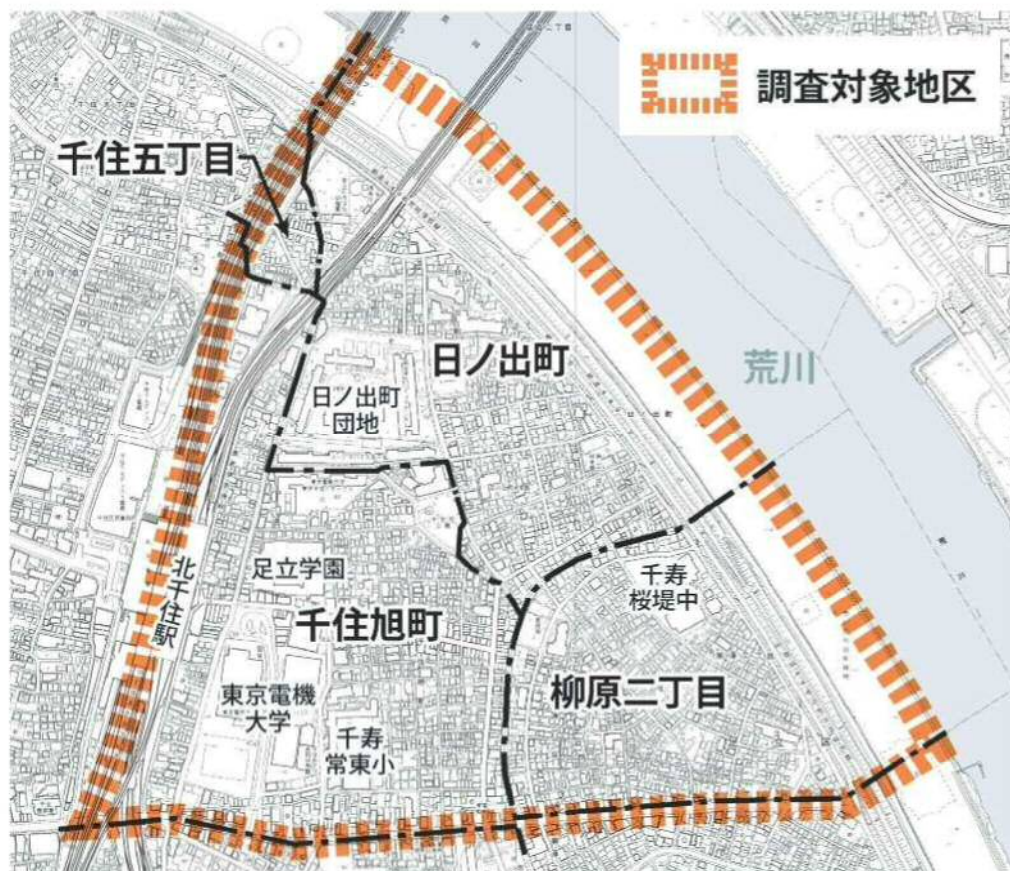 調査対象地区
千住五丁目
荒川
日ノ出町
日ノ出町
団地
足立学園
千寿
桜堤中
北千住駅
千住旭町
柳原二丁目
東京電機
大学
千寿
常東小